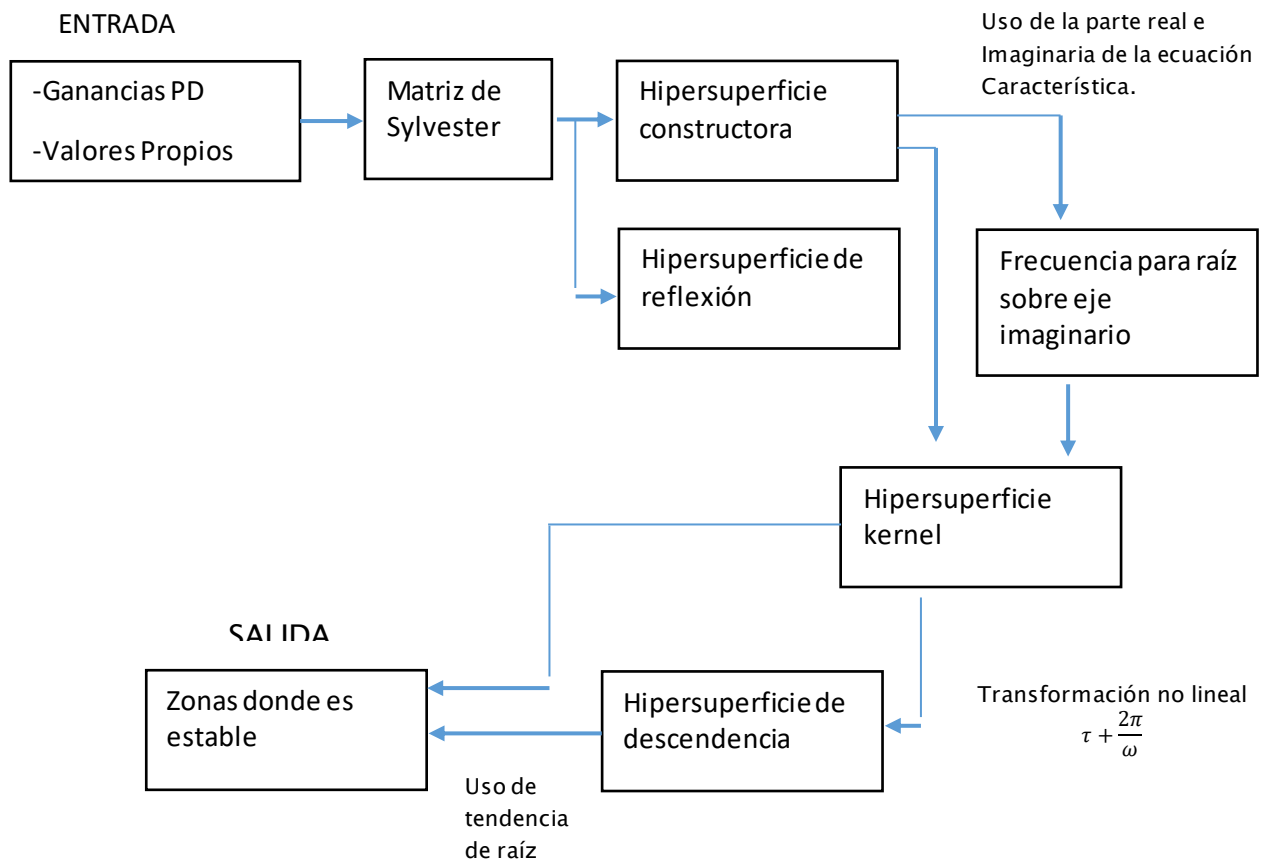 ENTRADA
-Ganancias PD
-Valores Propios
Matriz de
Sylvester
Hipersuperficie
constructora
Uso de la parte real e
Imaginaria de la ecuación
Característica.
Hipersuperficie de
reflexión
Frecuencia para raíz
sobre eje
imaginario
Hipersuperficie
kernel
SALIDA
Zonas donde es
estable
Hipersuperficie de
descendencia
Transformación no lineal
τ + 2π/ω
Uso de
tendencia
de raíz